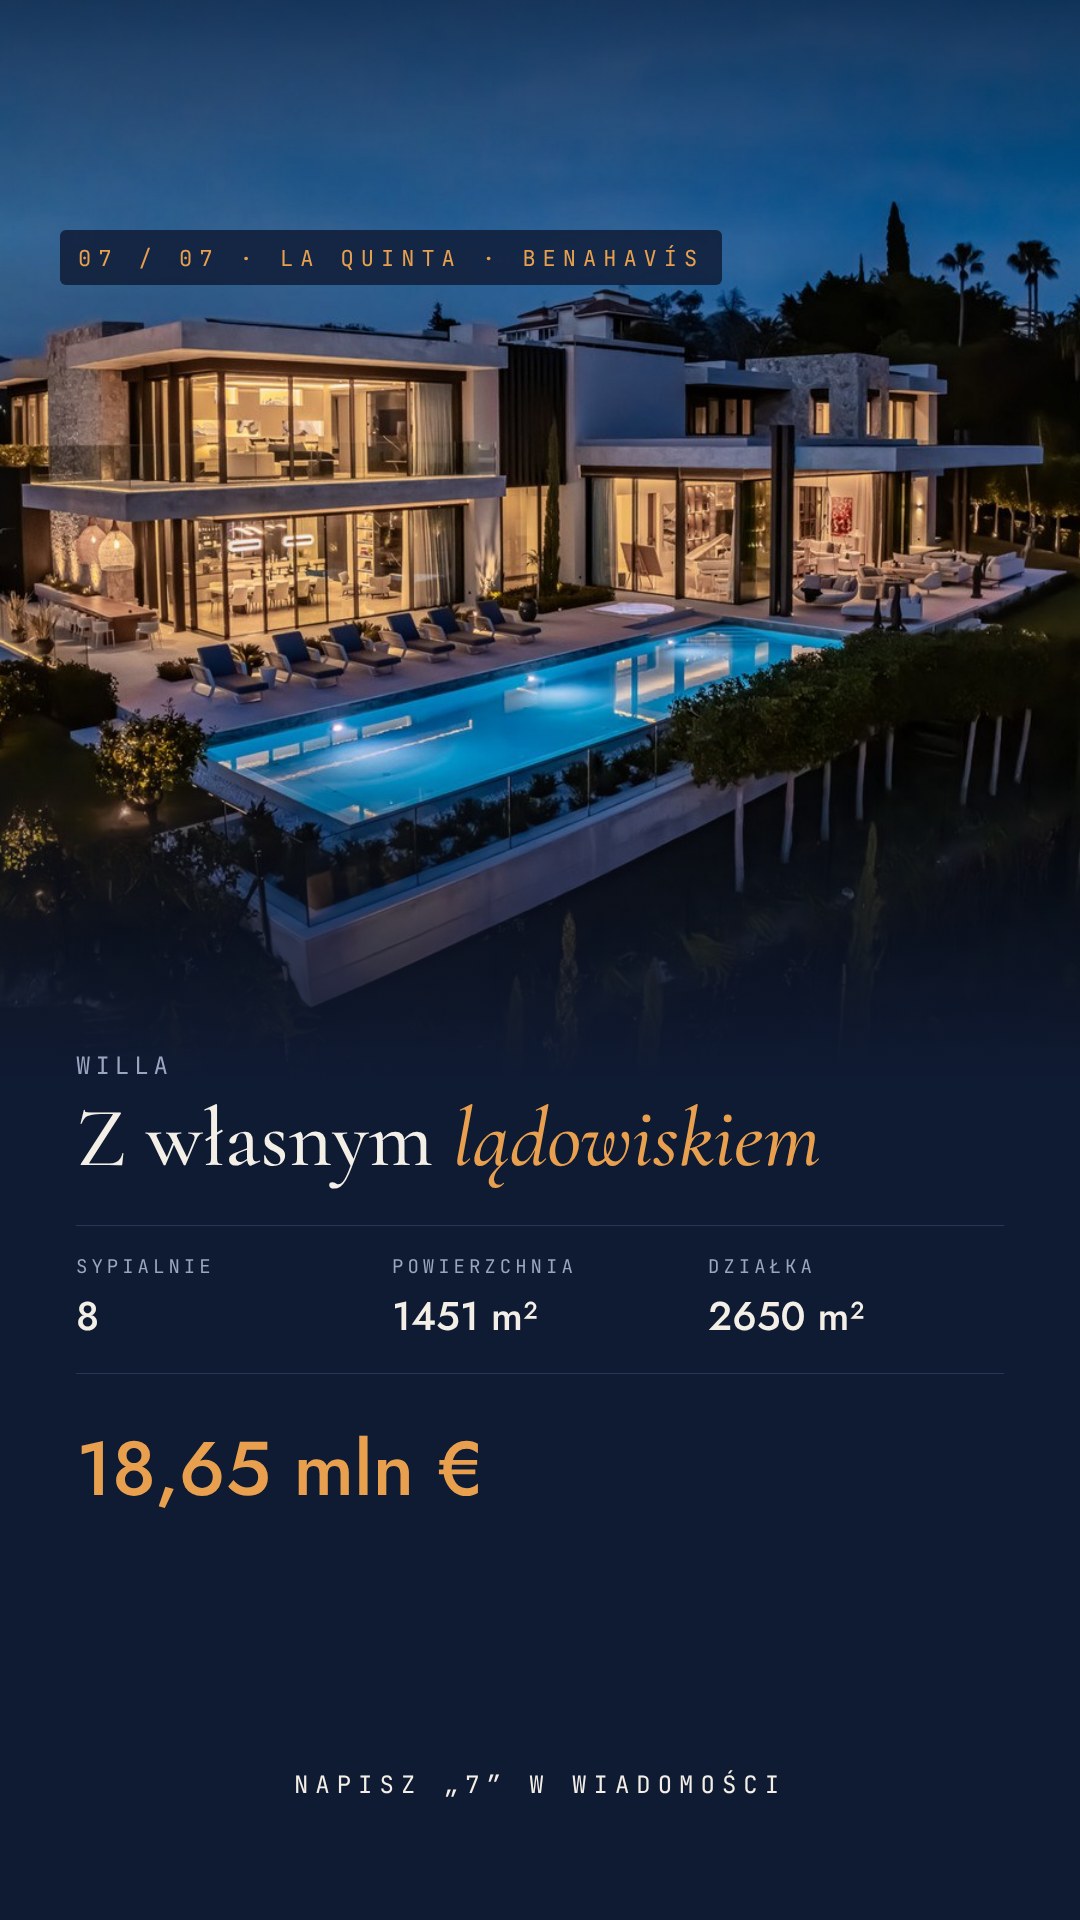 07 / 07 · LA QUINTA · BENAHAVÍS
WILLA
Z własnym lądowiskiem
SYPIALNIE POWIERZCHNIA DZIAŁKA
8 1451 m² 2650 m²
18,65 mln €
NAPISZ „7” W WIADOMOŚCI